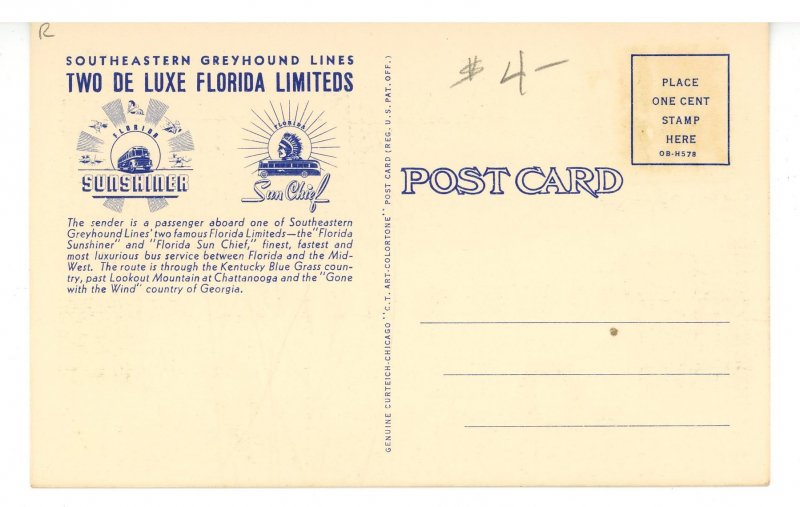 R
SOUTHEASTERN GREYHOUND LINES
TWO DE LUXE FLORIDA LIMITEDS
FLORIDA
SUNSHINER
FLORIDA
Sun Chief
The sender is a passenger aboard one of Southeastern
Greyhound Lines' two famous Florida Limiteds—the "Florida
Sunshiner" and "Florida Sun Chief," finest, fastest and
most luxurious bus service between Florida and the Mid-
West. The route is through the Kentucky Blue Grass coun-
try, past Lookout Mountain at Chattanooga and the "Gone
with the Wind" country of Georgia.
GENUINE CURTEICH-CHICAGO "C.T. ART-COLORTONE" POST CARD (REG. U.S. PAT. OFF.)
$4-
PLACE
ONE CENT
STAMP
HERE
OB-H578
POST CARD